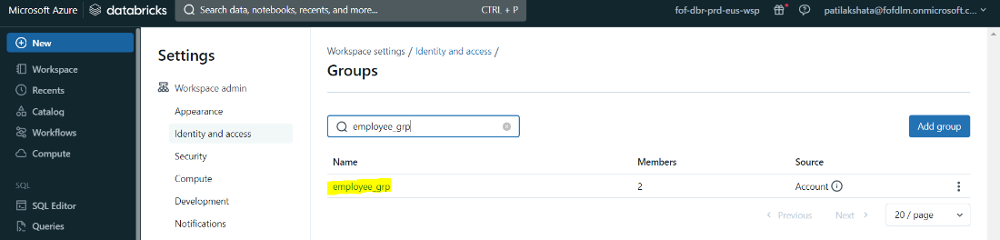 Microsoft Azure databricks Search data, notebooks, recents, and more... CTRL + P fof-dbr-prd-eus-wsp patilakshata@fofdlm.onmicrosoft.c...
New
Workspace
Recents
Catalog
Workflows
Compute
SQL
SQL Editor
Queries
Settings
Workspace admin
Appearance
Identity and access
Security
Compute
Development
Notifications
Workspace settings / Identity and access /
Groups
employee_grp
Add group
Name Members Source
employee_grp 2 Account
Previous Next 20 / page